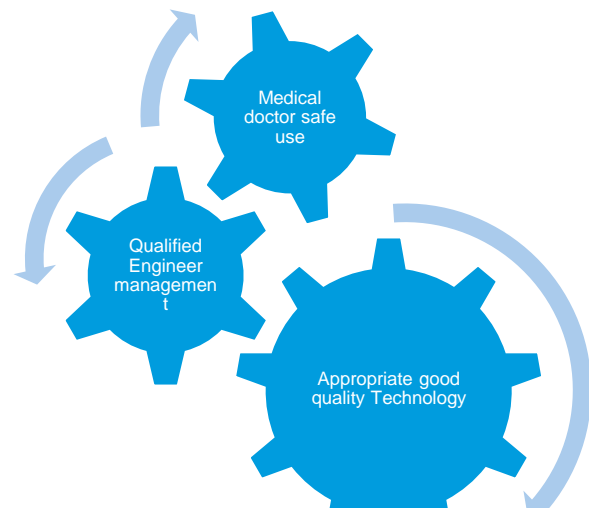 Medical
doctor safe
use
Qualified
Engineer
managemen
t
Appropriate good
quality Technology